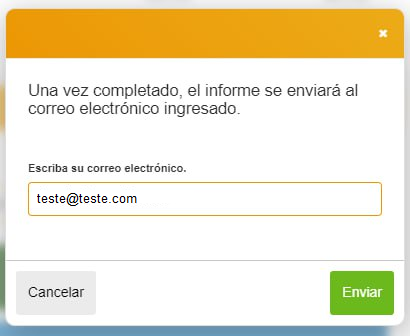 Una vez completado, el informe se enviará al
correo electrónico ingresado.
Escriba su correo electrónico.
teste@teste.com
Cancelar
Enviar